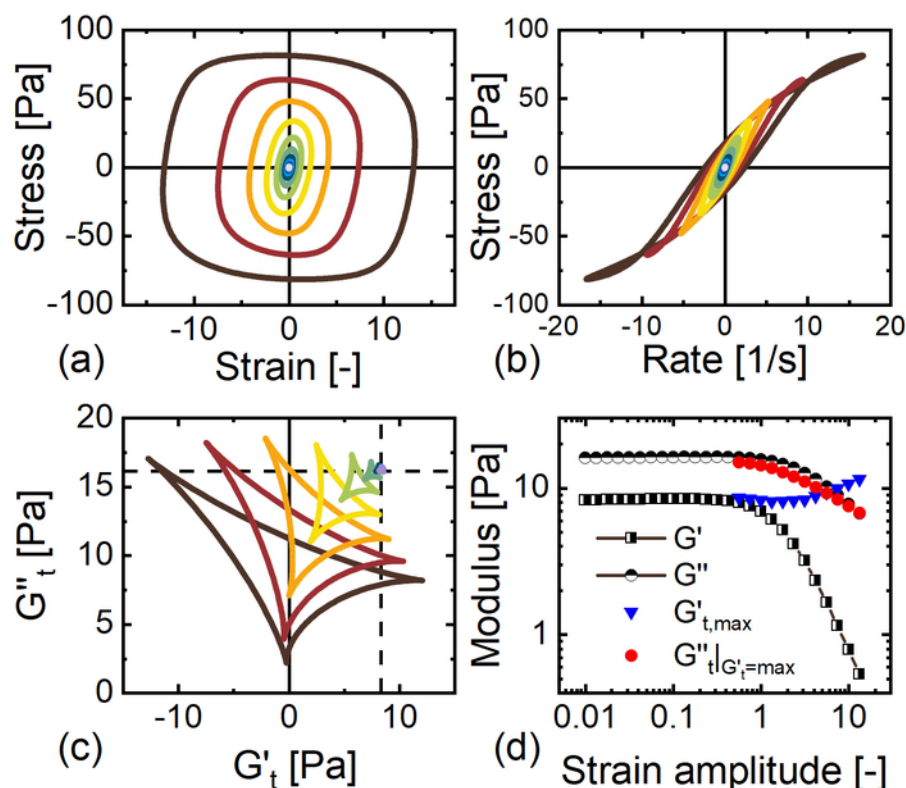 100
50
0
-50
-100
Stress [Pa]
-10
0
10
Strain [-]
(a)
100
50
0
-50
-100
Stress [Pa]
-20
-10
0
10
20
Rate [1/s]
(b)
20
15
10
5
0
G"t [Pa]
-10
0
10
G't [Pa]
(c)
10
1
Modulus [Pa]
G'
G"
G't,max
G"t|G't=max
0.01
0.1
1
10
Strain amplitude [-]
(d)